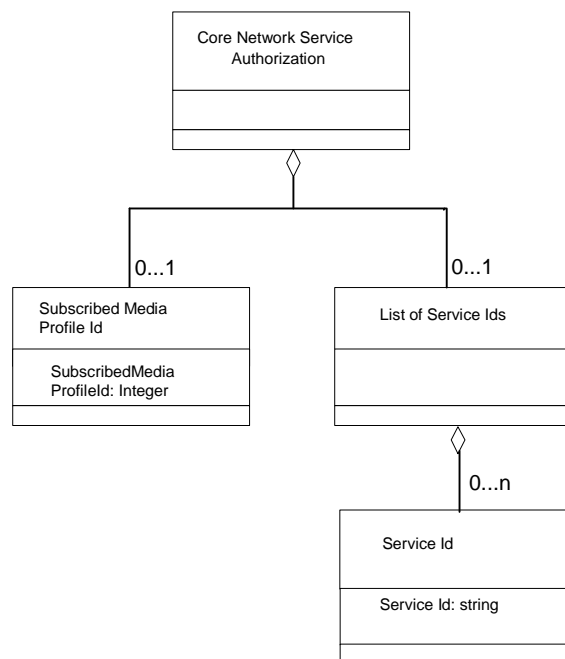 Core Network Service
Authorization
0...1
0...1
Subscribed Media
Profile Id
SubscribedMedia
ProfileId: Integer
List of Service Ids
0...n
Service Id
Service Id: string